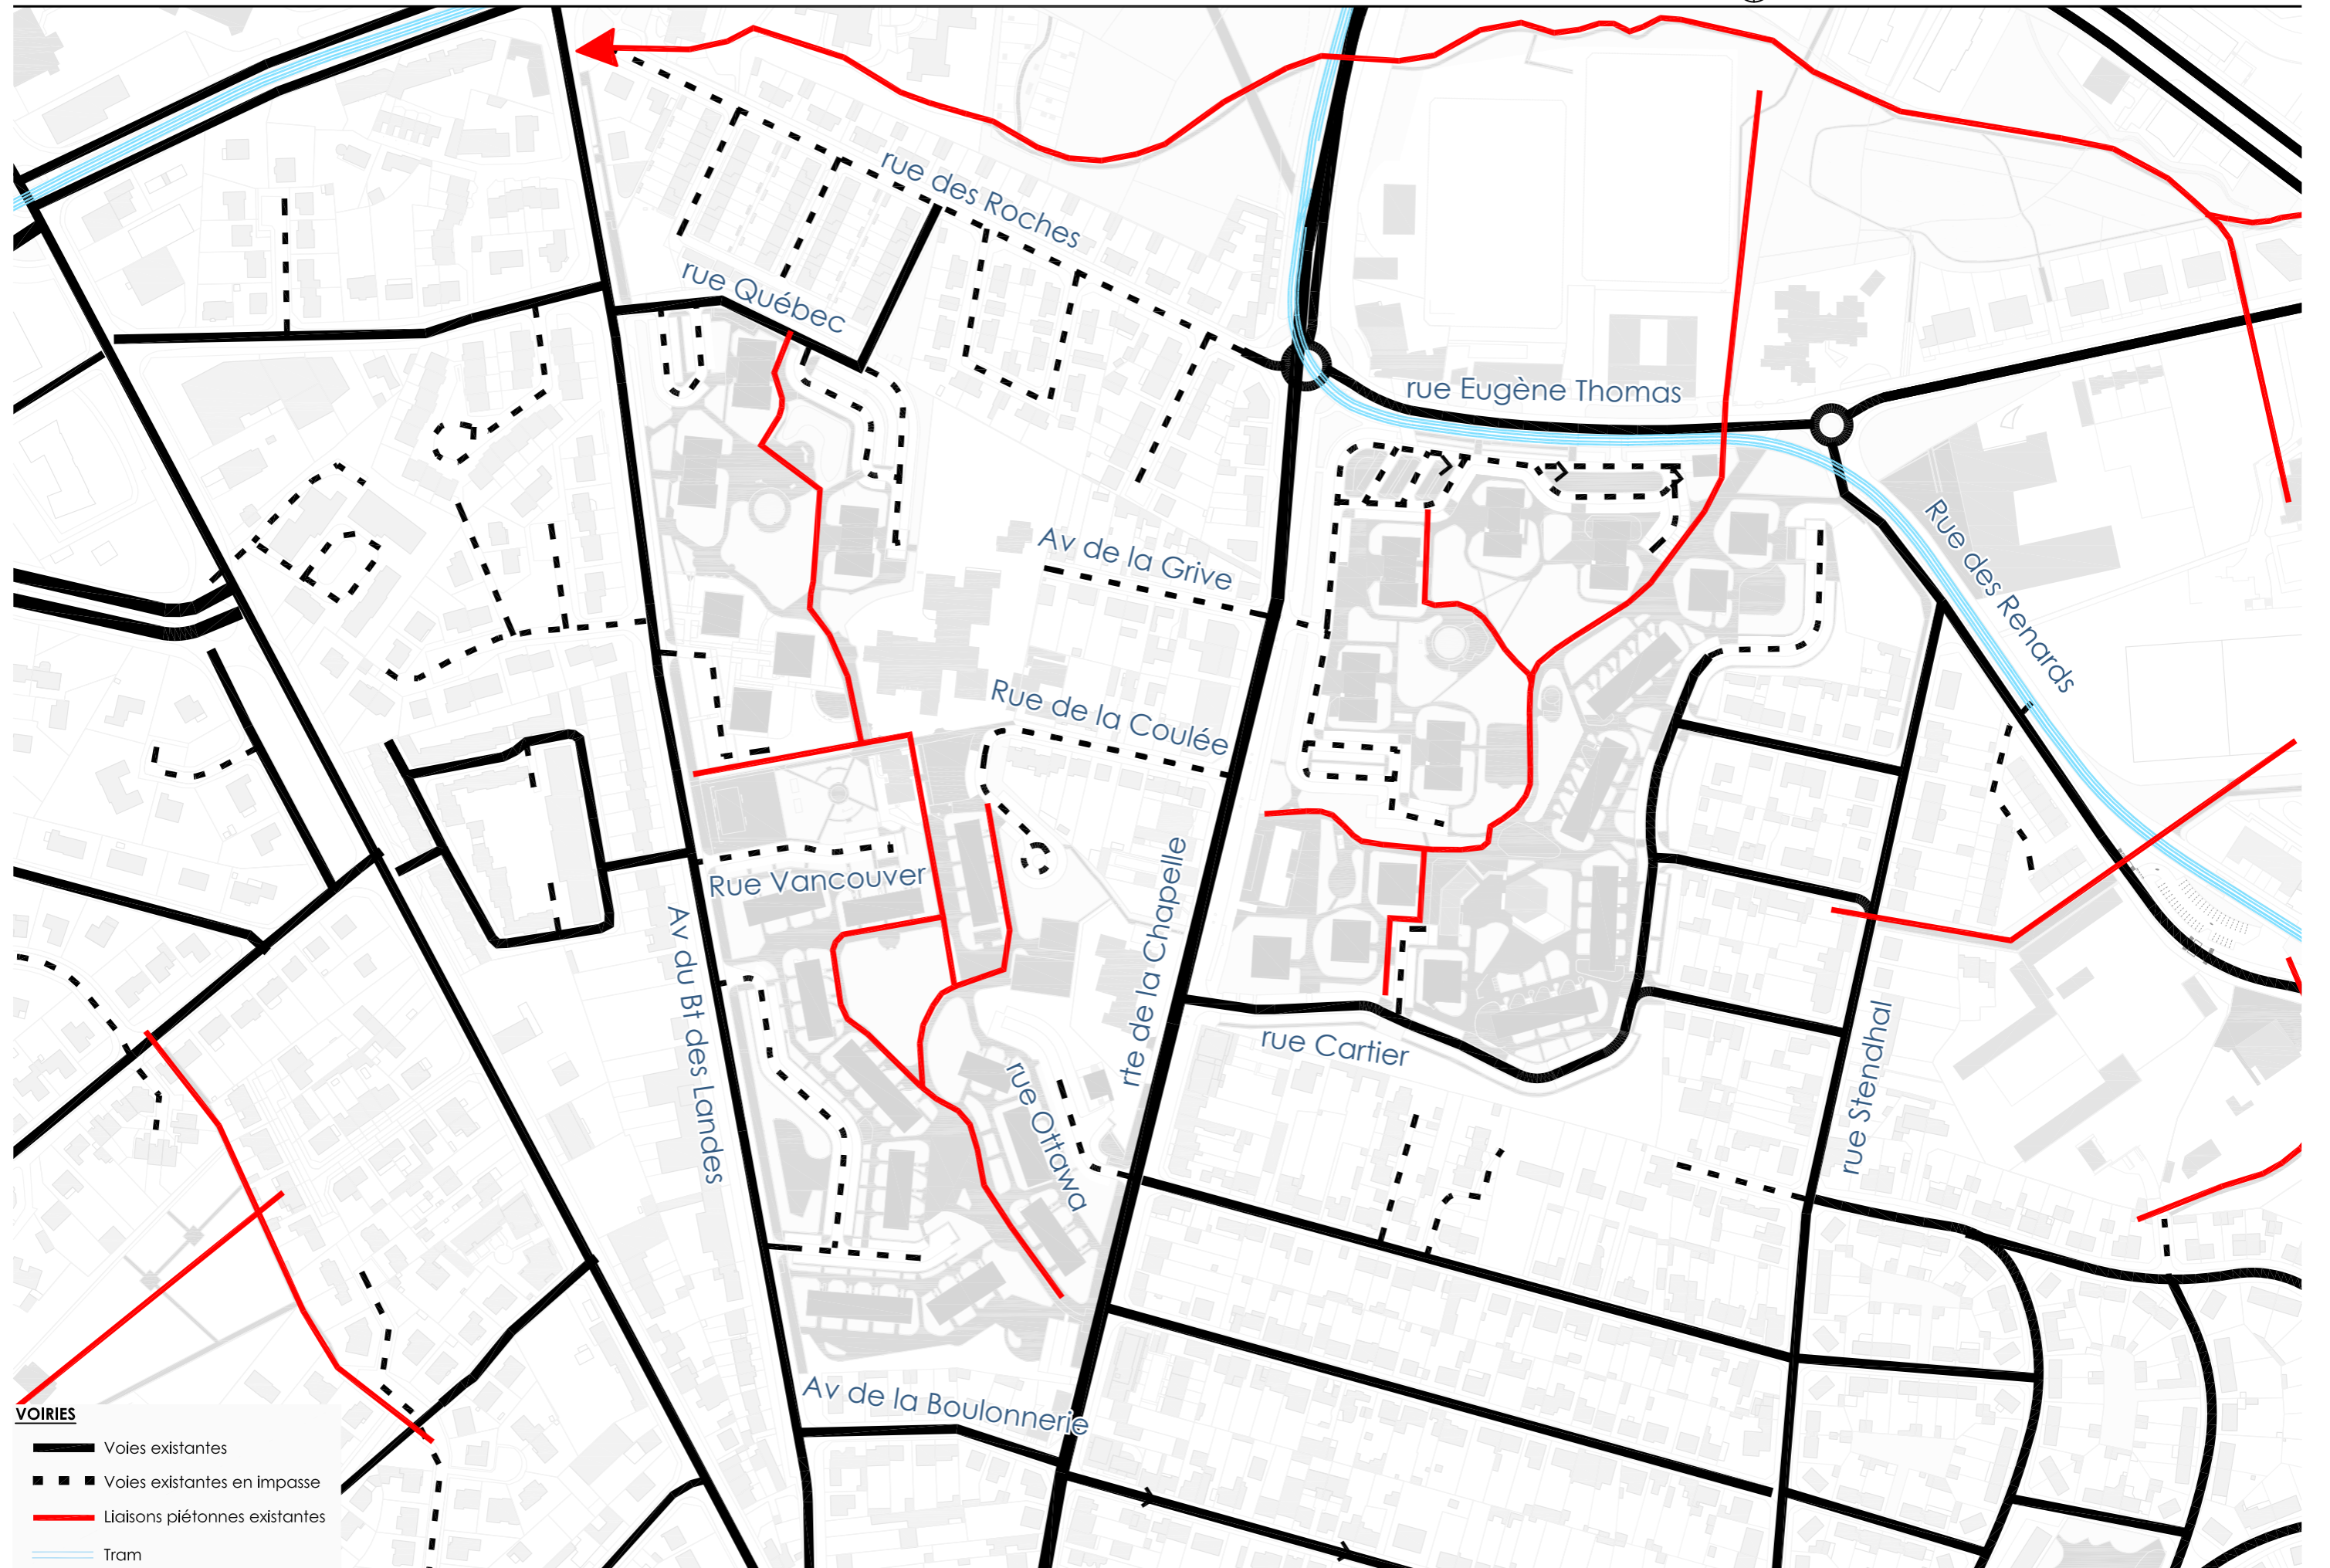 rue des Roches
rue Québec
rue Eugène Thomas
Rue des Renards
Av de la Grive
Rue de la Coulée
Rue Vancouver
Av du Bt des Landes
rte de la Chapelle
rue Cartier
rue Ottawa
rue Stendhal
Av de la Boulonnerie
VOIRIES
Voies existantes
Voies existantes en impasse
Liaisons piétonnes existantes
Tram